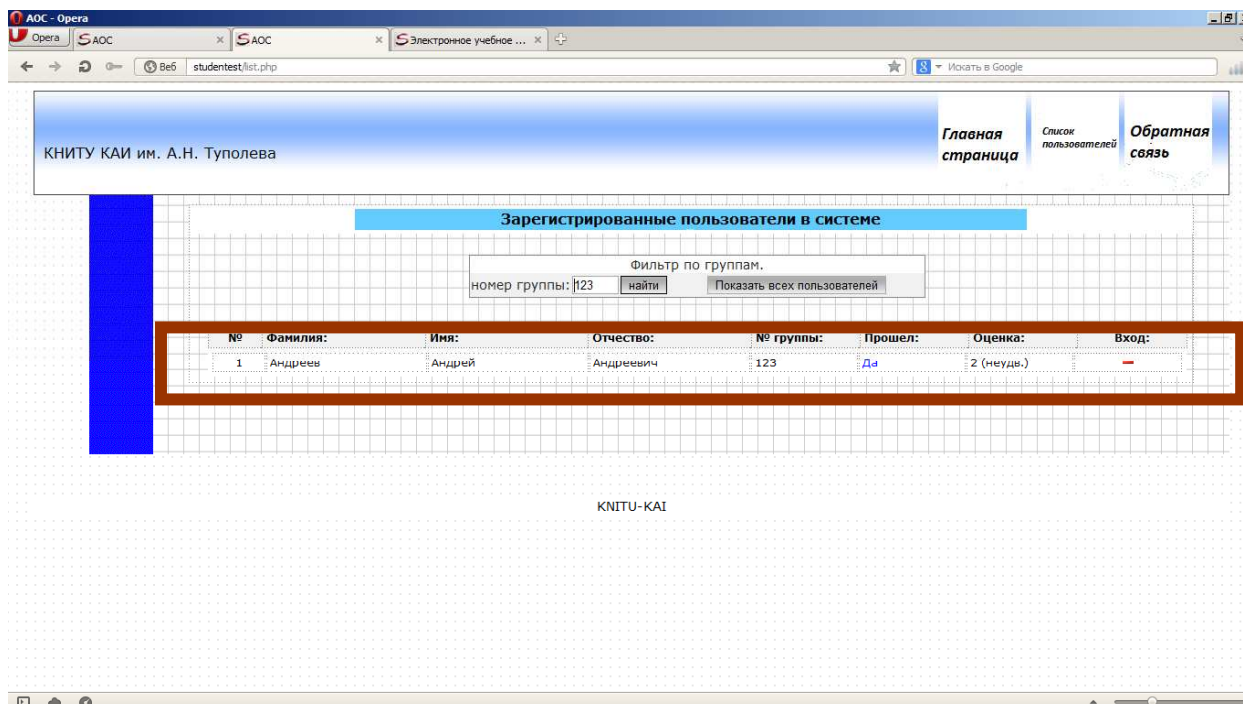 AOC - Opera
Opera
AOC
AOC
Электронное учебное ...
Веб
studentest/list.php
Искать в Google
КНИТУ КАИ им. А.Н. Туполева
Главная страница
Список пользователей
Обратная связь
Зарегистрированные пользователи в системе
Фильтр по группам.
номер группы: 123 найти Показать всех пользователей
№ Фамилия: Имя: Отчество: № группы: Прошел: Оценка: Вход:
1 Андреев Андрей Андреевич 123 Да 2 (неудв.)
KNITU-KAI